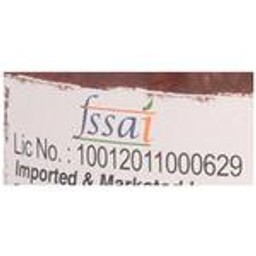 fssai
Lic No. : 10012011000629
Imported & Marketed